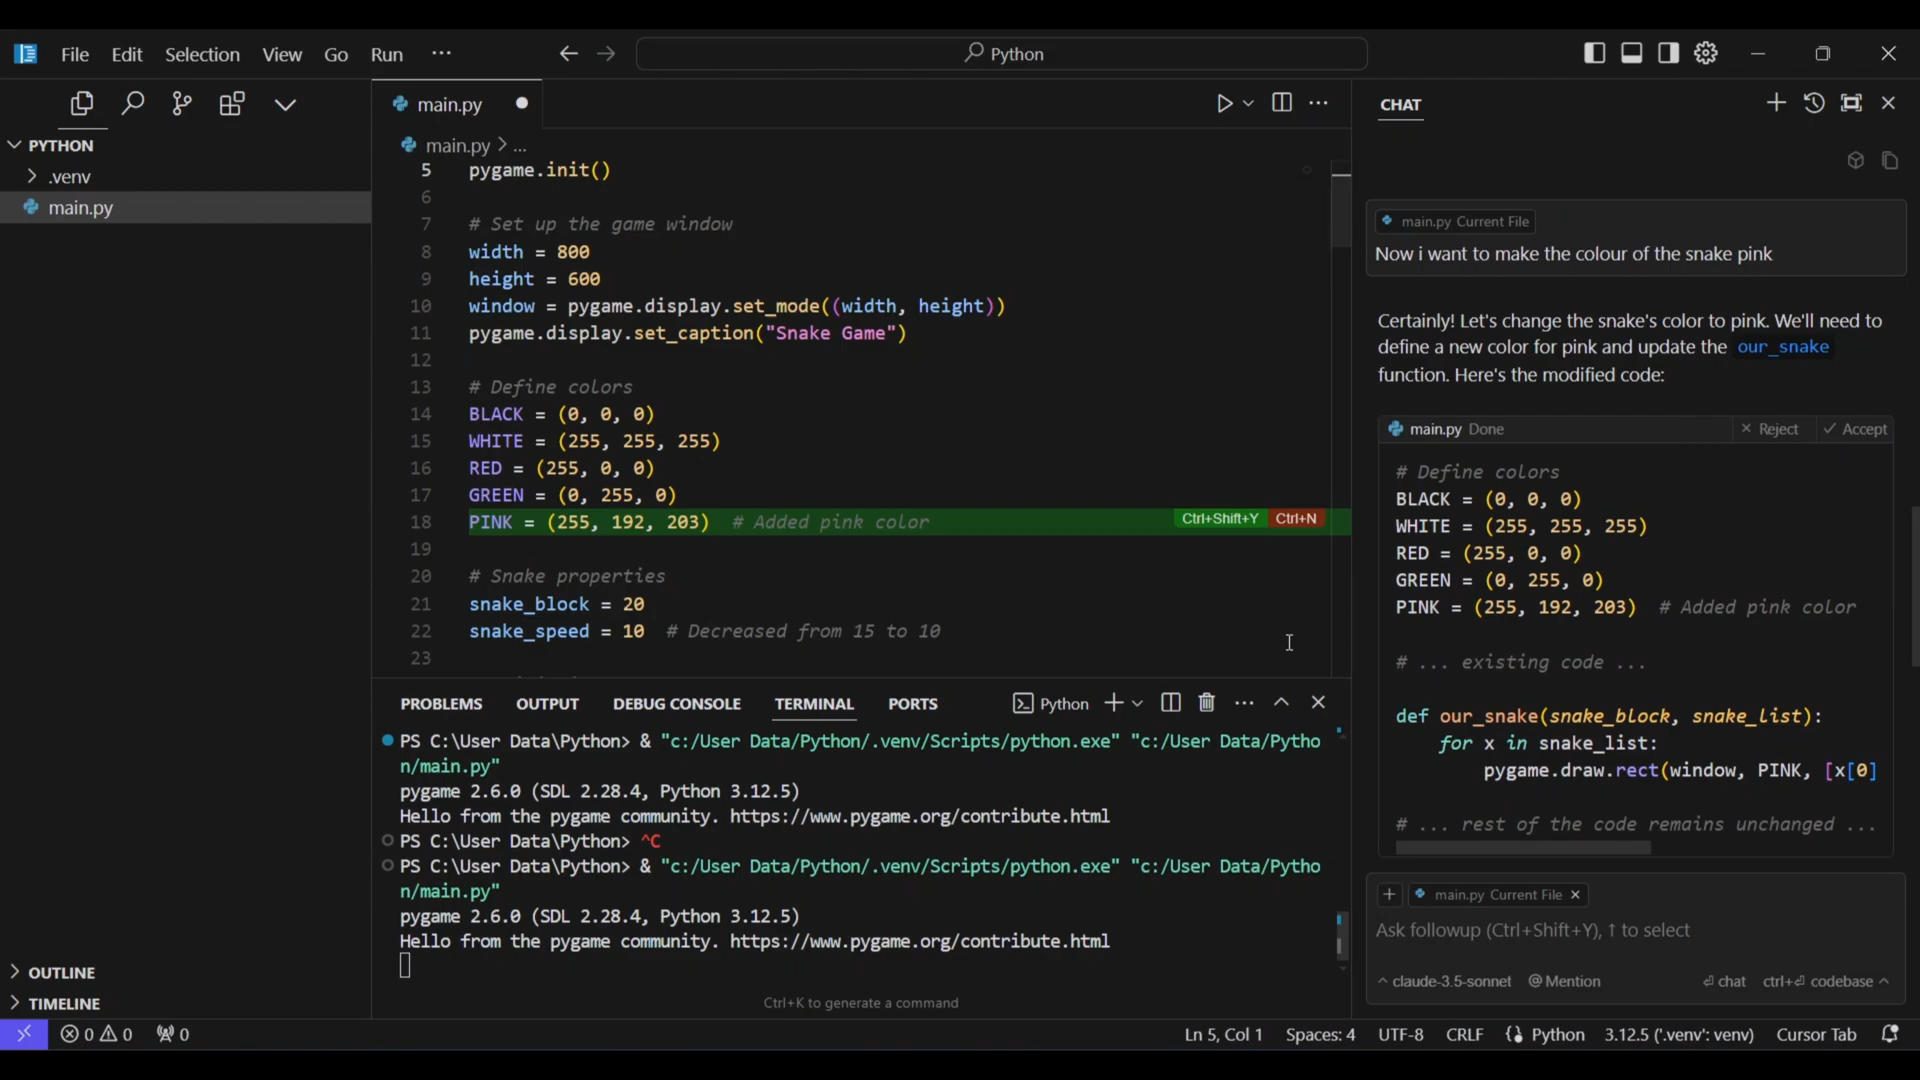 File Edit Selection View Go Run ... Python
PYTHON
.venv
main.py
OUTLINE
TIMELINE
main.py
main.py > ...
5 pygame.init()
6
7 # Set up the game window
8 width = 800
9 height = 600
10 window = pygame.display.set_mode((width, height))
11 pygame.display.set_caption("Snake Game")
12
13 # Define colors
14 BLACK = (0, 0, 0)
15 WHITE = (255, 255, 255)
16 RED = (255, 0, 0)
17 GREEN = (0, 255, 0)
18 PINK = (255, 192, 203)  # Added pink color Ctrl+Shift+Y Ctrl+N
19
20 # Snake properties
21 snake_block = 20
22 snake_speed = 10  # Decreased from 15 to 10
23
PROBLEMS OUTPUT DEBUG CONSOLE TERMINAL PORTS Python
PS C:\User Data\Python> & "c:/User Data/Python/.venv/Scripts/python.exe" "c:/User Data/Pytho
n/main.py"
pygame 2.6.0 (SDL 2.28.4, Python 3.12.5)
Hello from the pygame community. https://www.pygame.org/contribute.html
PS C:\User Data\Python> ^C
PS C:\User Data\Python> & "c:/User Data/Python/.venv/Scripts/python.exe" "c:/User Data/Pytho
n/main.py"
pygame 2.6.0 (SDL 2.28.4, Python 3.12.5)
Hello from the pygame community. https://www.pygame.org/contribute.html
Ctrl+K to generate a command
CHAT
main.py Current File
Now i want to make the colour of the snake pink
Certainly! Let's change the snake's color to pink. We'll need to
define a new color for pink and update the our_snake
function. Here's the modified code:
main.py Done × Reject ✓ Accept
# Define colors
BLACK = (0, 0, 0)
WHITE = (255, 255, 255)
RED = (255, 0, 0)
GREEN = (0, 255, 0)
PINK = (255, 192, 203)  # Added pink color
# ... existing code ...
def our_snake(snake_block, snake_list):
for x in snake_list:
pygame.draw.rect(window, PINK, [x[0]
# ... rest of the code remains unchanged ...
+ main.py Current File ×
Ask followup (Ctrl+Shift+Y), ↑ to select
^ claude-3.5-sonnet @ Mention ⏎ chat ctrl+⏎ codebase ^
0 0 0 Ln 5, Col 1 Spaces: 4 UTF-8 CRLF Python 3.12.5 ('.venv': venv) Cursor Tab